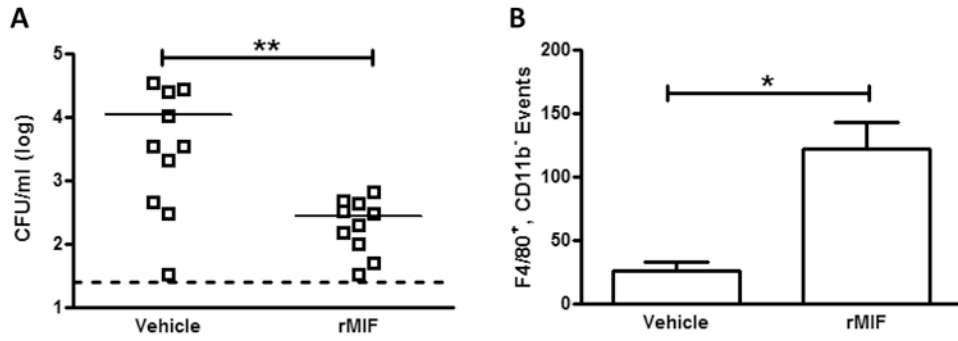 A
**
CFU/ml (log)
5
4
3
2
1
Vehicle
rMIF
B
*
F4/80⁺, CD11b⁻ Events
200
150
100
50
0
Vehicle
rMIF